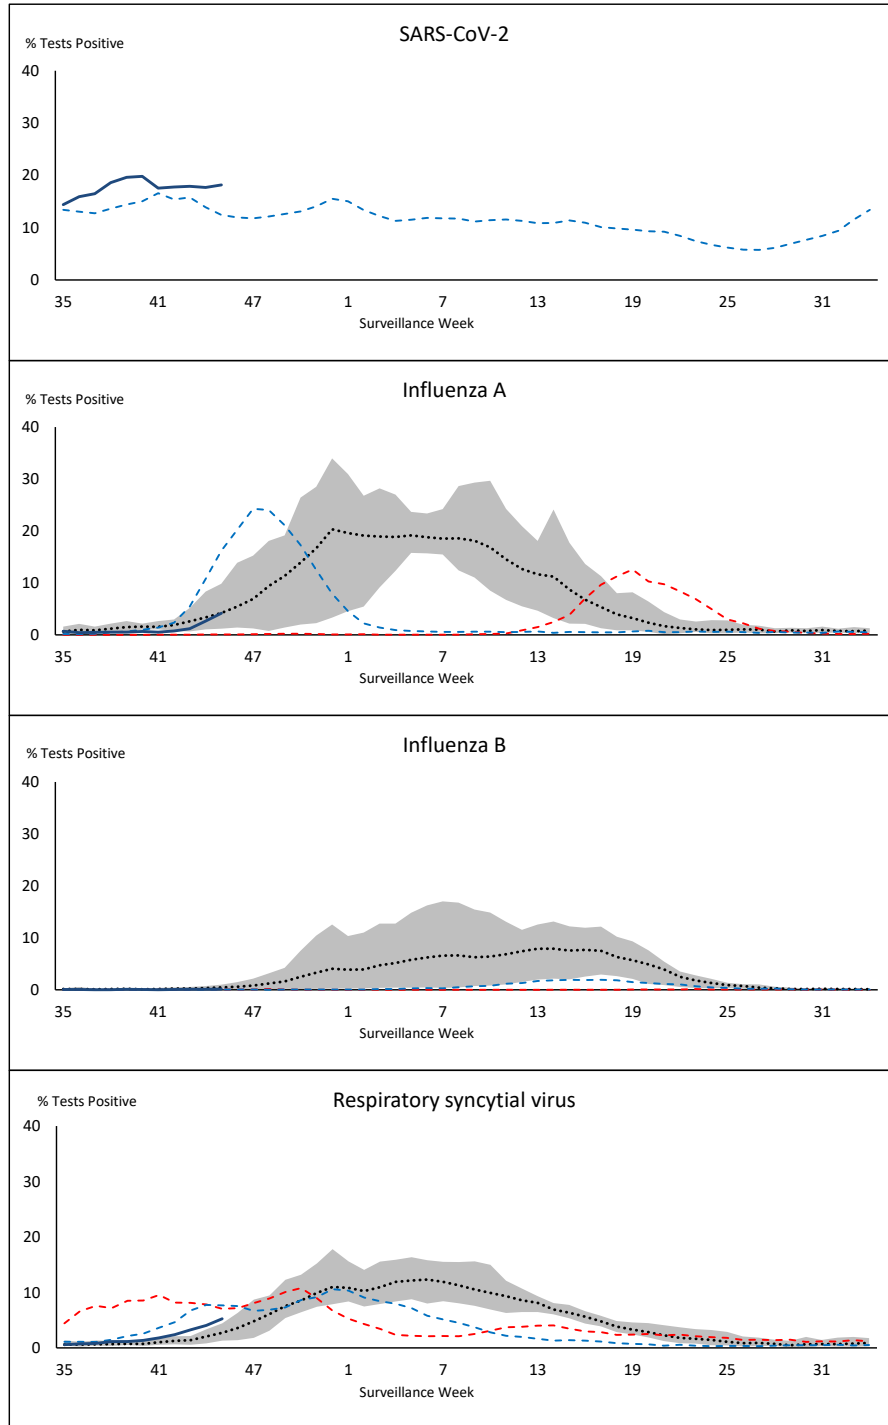 SARS-CoV-2
% Tests Positive
40
30
20
10
0
35 41 47 1 7 13 19 25 31
Surveillance Week
Influenza A
% Tests Positive
40
30
20
10
0
35 41 47 1 7 13 19 25 31
Surveillance Week
Influenza B
% Tests Positive
40
30
20
10
0
35 41 47 1 7 13 19 25 31
Surveillance Week
Respiratory syncytial virus
% Tests Positive
40
30
20
10
0
35 41 47 1 7 13 19 25 31
Surveillance Week